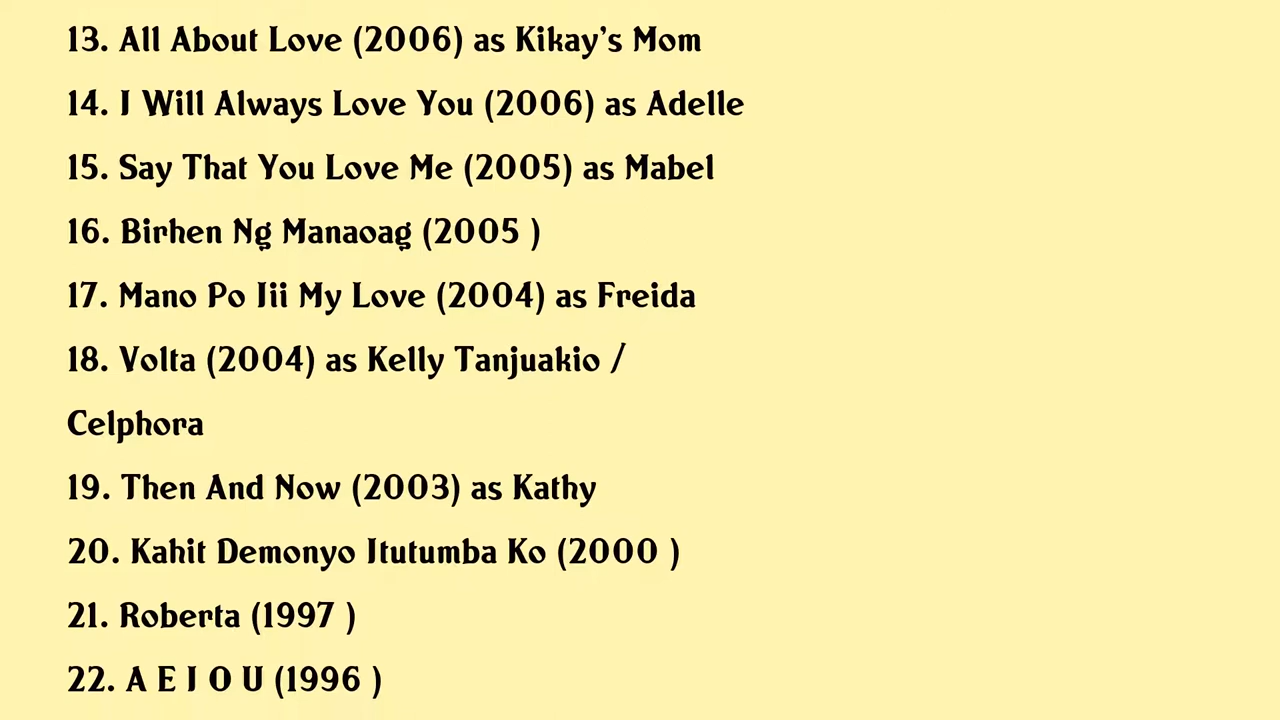 13. All About Love (2006) as Kikay's Mom
14. I Will Always Love You (2006) as Adelle
15. Say That You Love Me (2005) as Mabel
16. Birhen Ng Manaoag (2005 )
17. Mano Po Iii My Love (2004) as Freida
18. Volta (2004) as Kelly Tanjuakio /
Celphora
19. Then And Now (2003) as Kathy
20. Kahit Demonyo Itutumba Ko (2000 )
21. Roberta (1997 )
22. A E I O U (1996 )